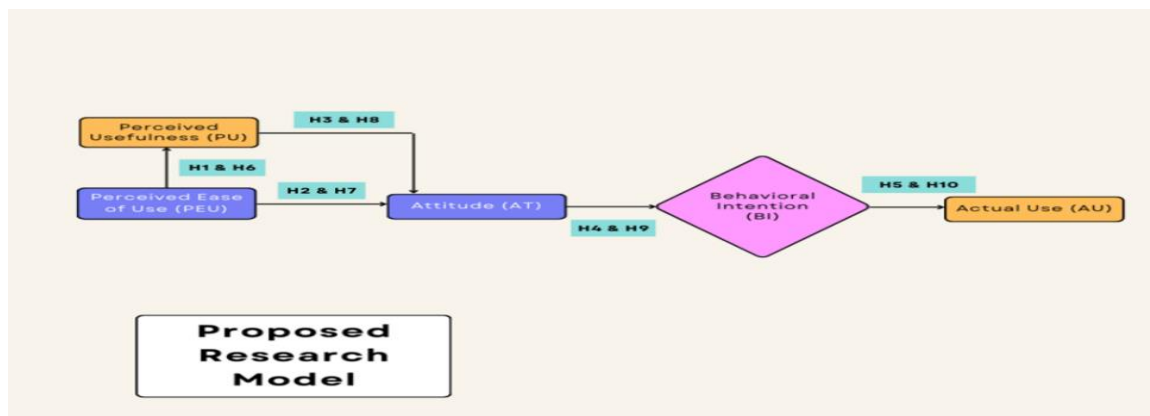 H3 & H8
Perceived
Usefulness (PU)
H1 & H6
H2 & H7
Perceived Ease
of Use (PEU)
Attitude (AT)
H4 & H9
Behavioral
Intention
(BI)
H5 & H10
Actual Use (AU)
Proposed
Research
Model